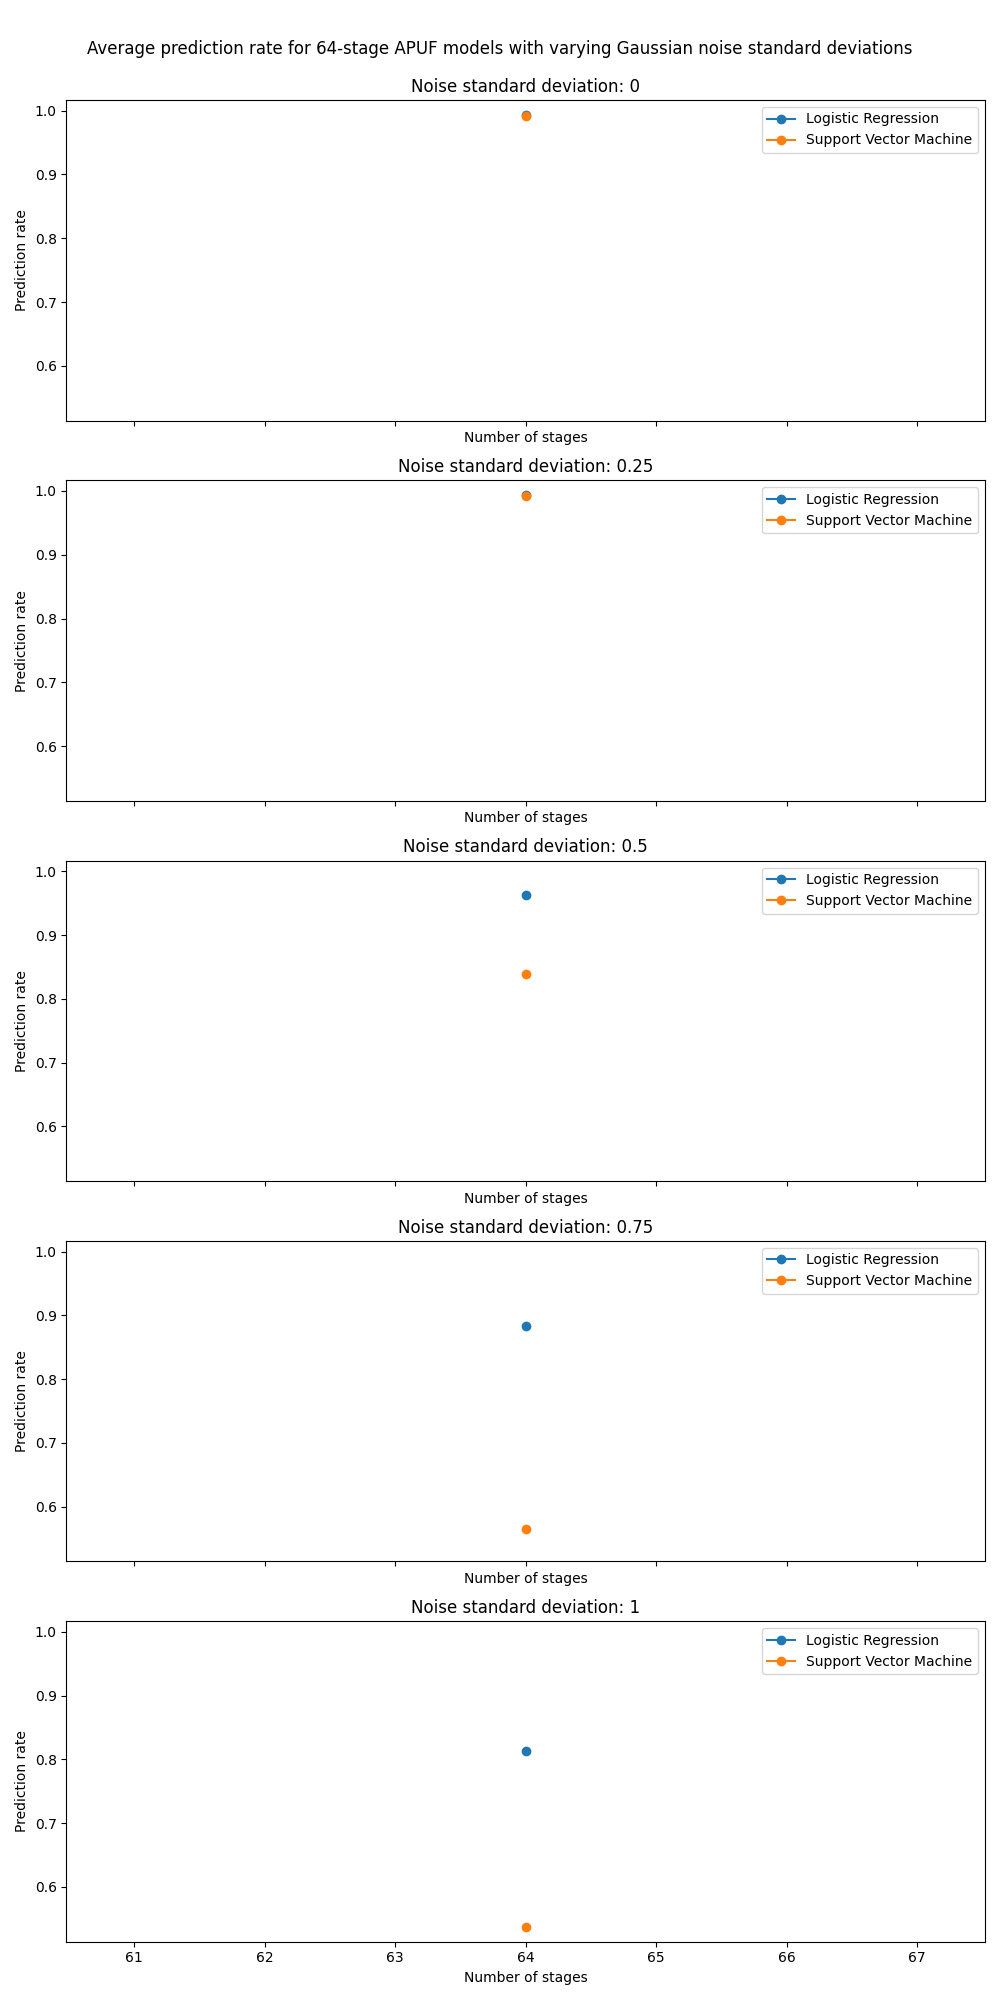 Average prediction rate for 64-stage APUF models with varying Gaussian noise standard deviations
Noise standard deviation: 0
1.0
0.9
0.8
0.7
0.6
Prediction rate
Logistic Regression
Support Vector Machine
Number of stages
Noise standard deviation: 0.25
1.0
0.9
0.8
0.7
0.6
Prediction rate
Logistic Regression
Support Vector Machine
Number of stages
Noise standard deviation: 0.5
1.0
0.9
0.8
0.7
0.6
Prediction rate
Logistic Regression
Support Vector Machine
Number of stages
Noise standard deviation: 0.75
1.0
0.9
0.8
0.7
0.6
Prediction rate
Logistic Regression
Support Vector Machine
Number of stages
Noise standard deviation: 1
1.0
0.9
0.8
0.7
0.6
Prediction rate
Logistic Regression
Support Vector Machine
61 62 63 64 65 66 67
Number of stages